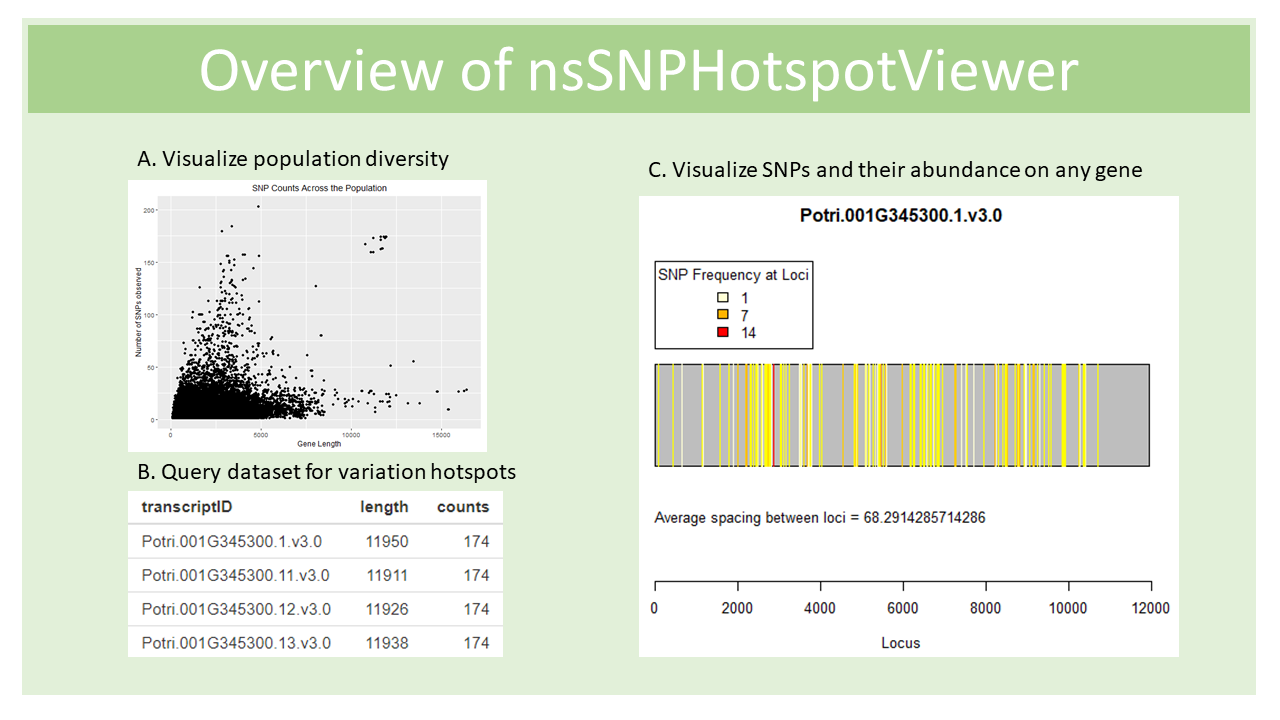 Overview of nsSNPHotspotViewer
A. Visualize population diversity
SNP Counts Across the Population
Number of SNPs observed
200
150
100
50
0
0 5000 10000 15000
Gene Length
B. Query dataset for variation hotspots
transcriptID length counts
Potri.001G345300.1.v3.0 11950 174
Potri.001G345300.11.v3.0 11911 174
Potri.001G345300.12.v3.0 11926 174
Potri.001G345300.13.v3.0 11938 174
C. Visualize SNPs and their abundance on any gene
Potri.001G345300.1.v3.0
SNP Frequency at Loci
1
7
14
Average spacing between loci = 68.2914285714286
0 2000 4000 6000 8000 10000 12000
Locus